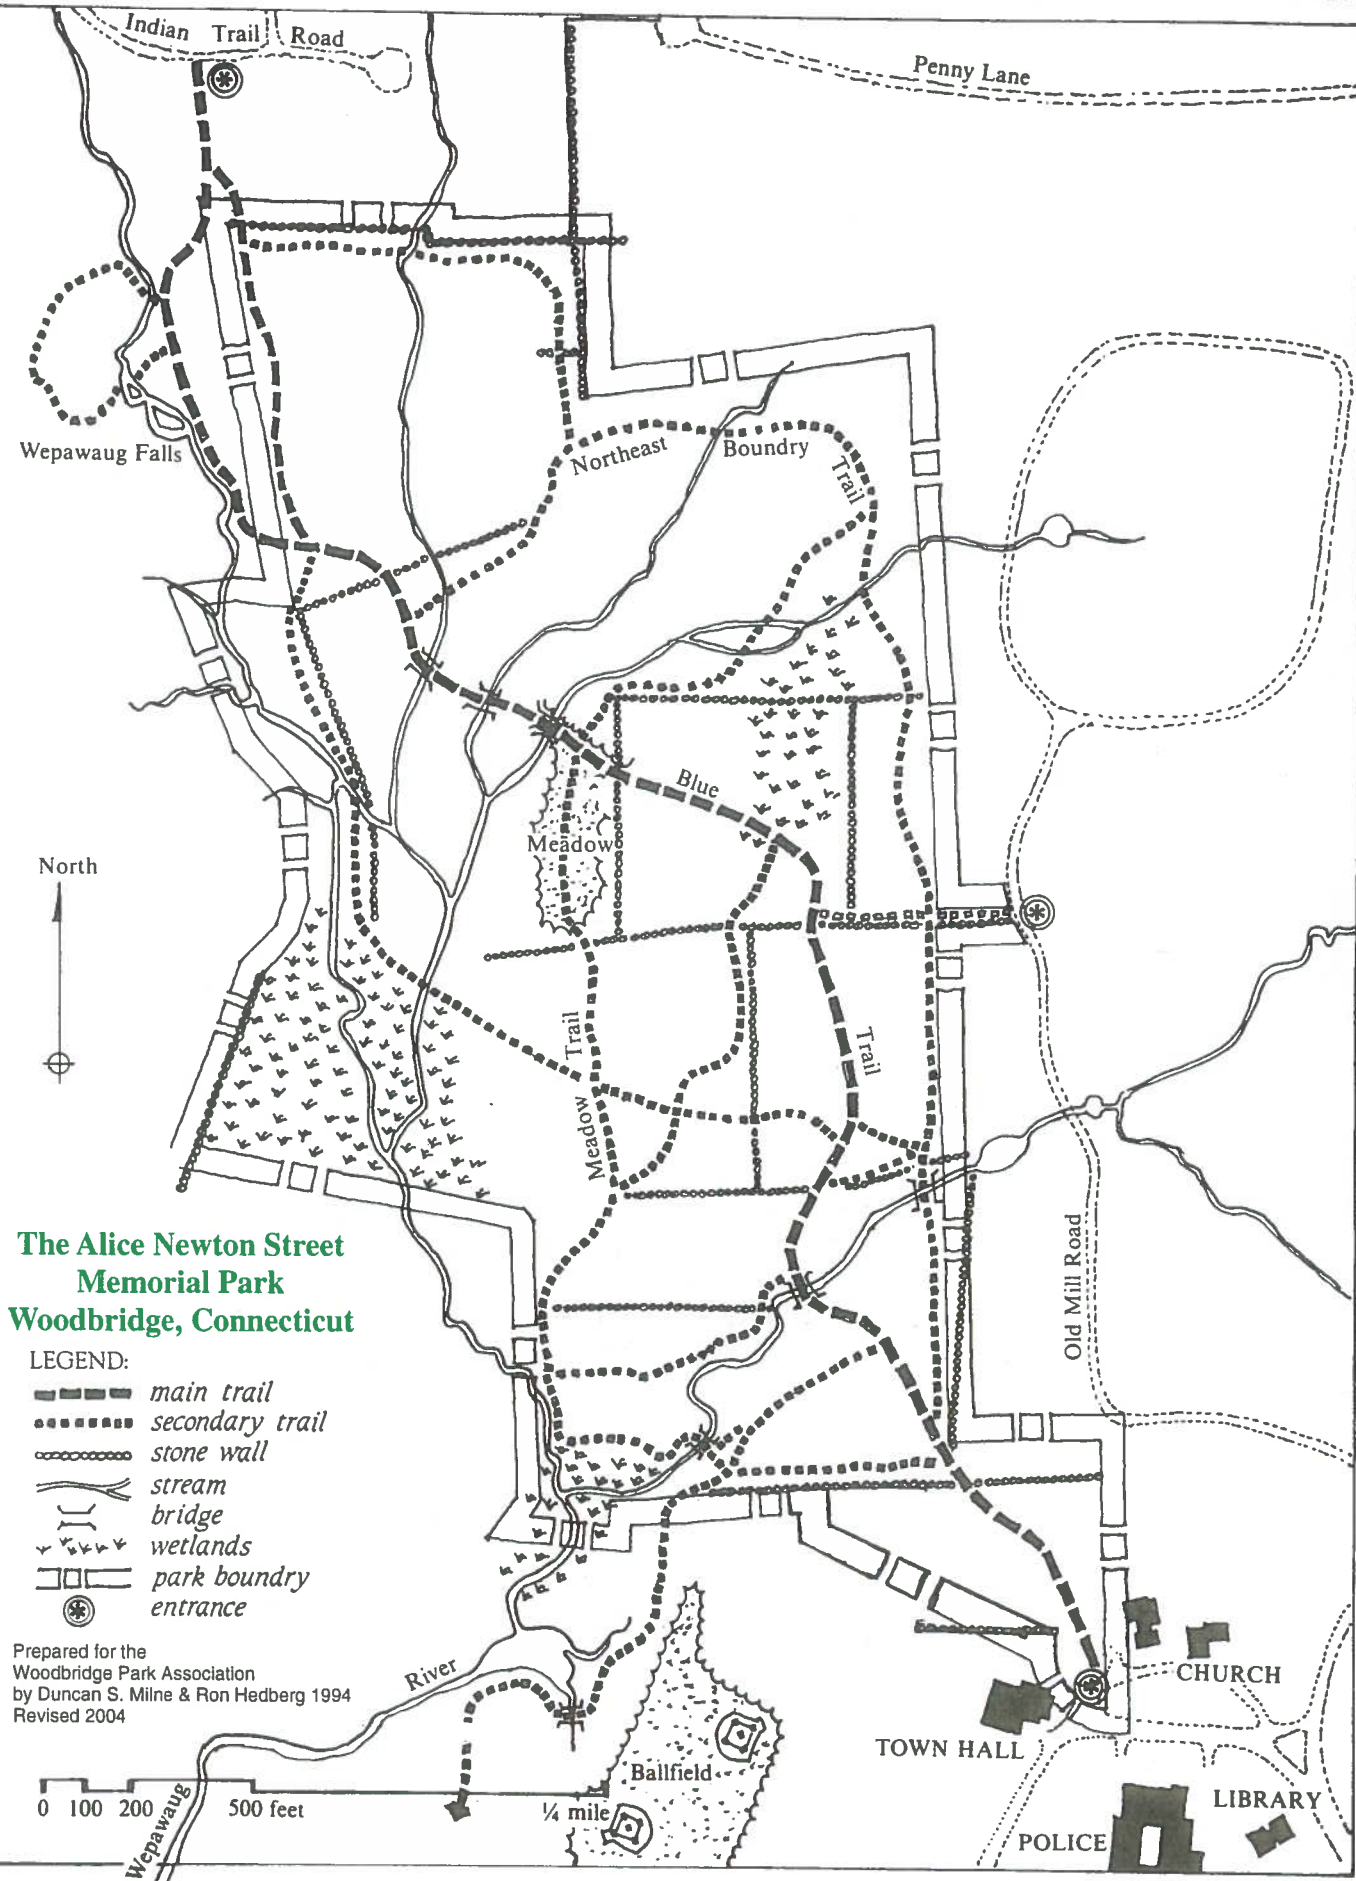 Indian Trail Road
Penny Lane
Wepawaug Falls
Northeast Boundry Trail
Blue
Meadow
North
Trail
Trail
Meadow
Old Mill Road
The Alice Newton Street
Memorial Park
Woodbridge, Connecticut
LEGEND:
main trail
secondary trail
stone wall
stream
bridge
wetlands
park boundry
entrance
Prepared for the
Woodbridge Park Association
by Duncan S. Milne & Ron Hedberg 1994
Revised 2004
River
Wepawaug
CHURCH
TOWN HALL
Ballfield
LIBRARY
POLICE
0 100 200 500 feet ¼ mile